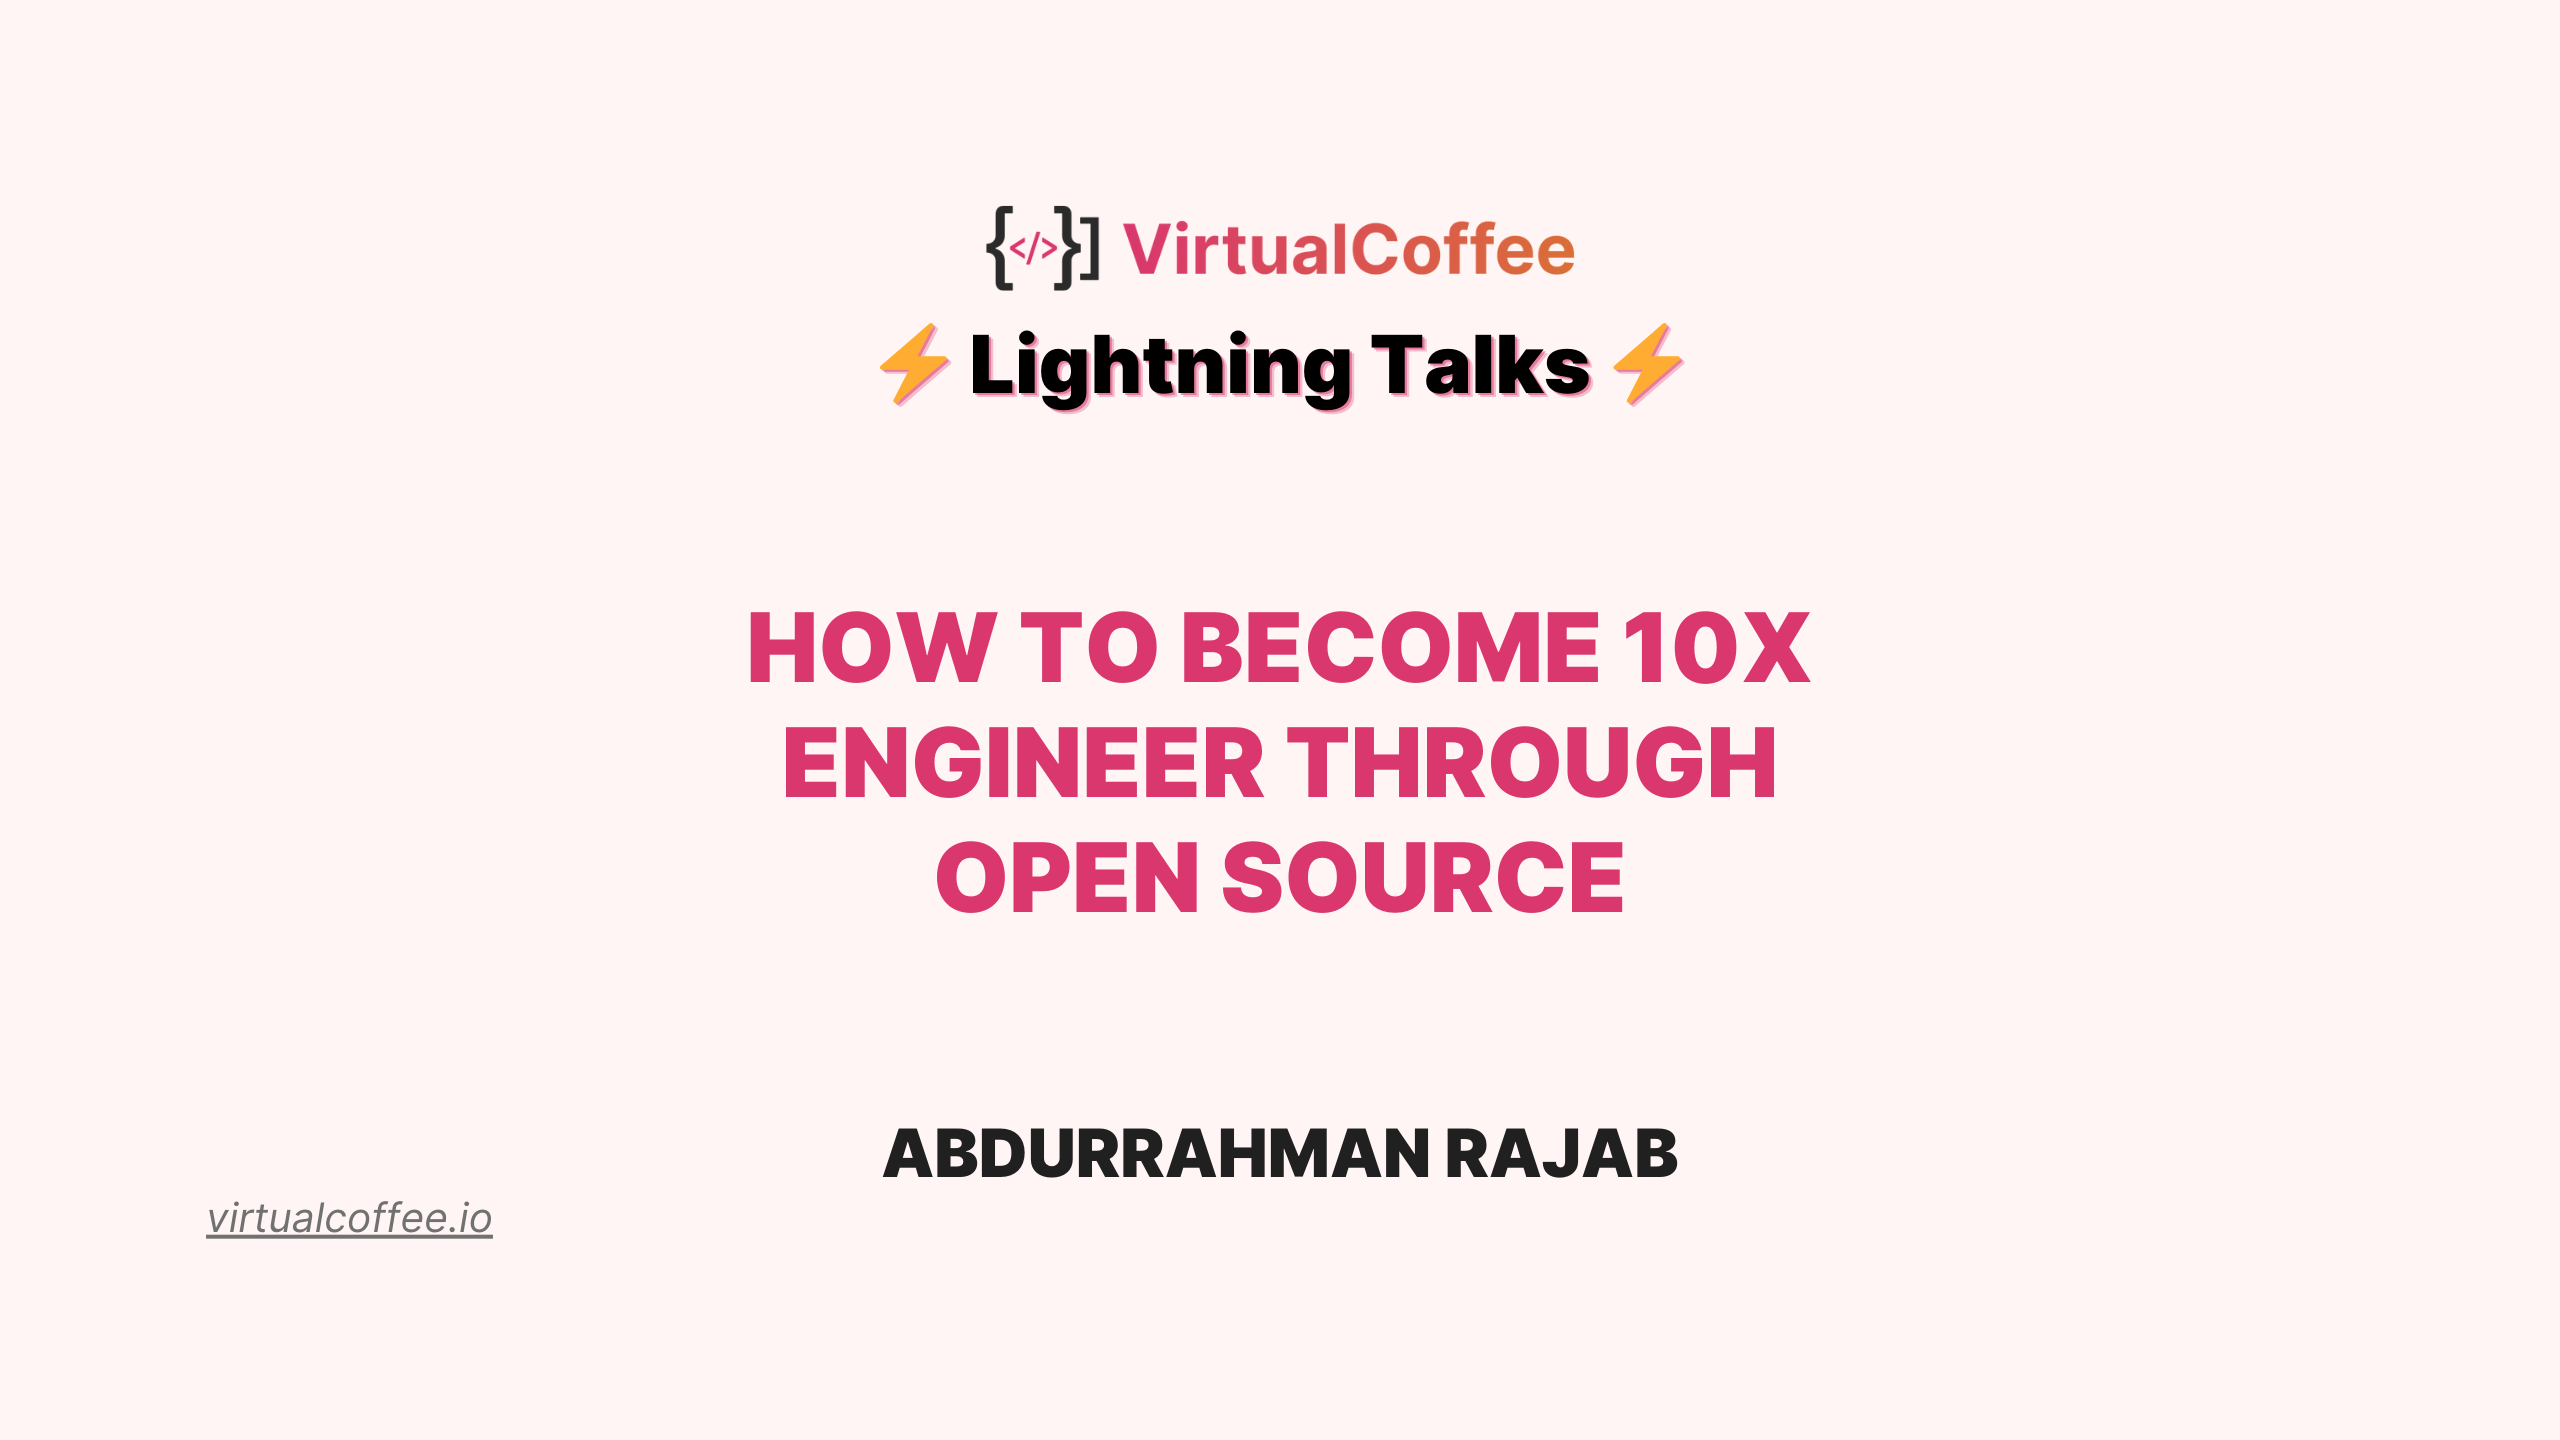 {</>}] VirtualCoffee
⚡ Lightning Talks ⚡
HOW TO BECOME 10X
ENGINEER THROUGH
OPEN SOURCE
ABDURRAHMAN RAJAB
virtualcoffee.io